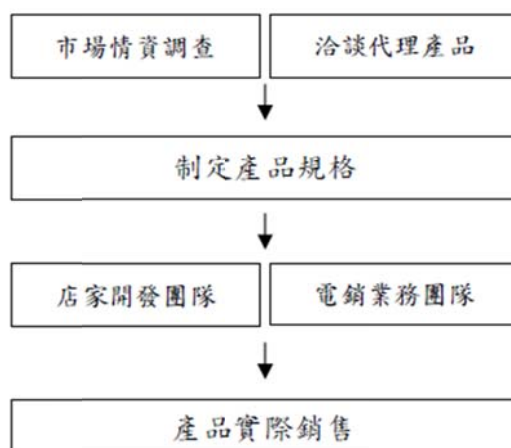 市場情資調查
洽談代理產品
制定產品規格
店家開發團隊
電銷業務團隊
產品實際銷售